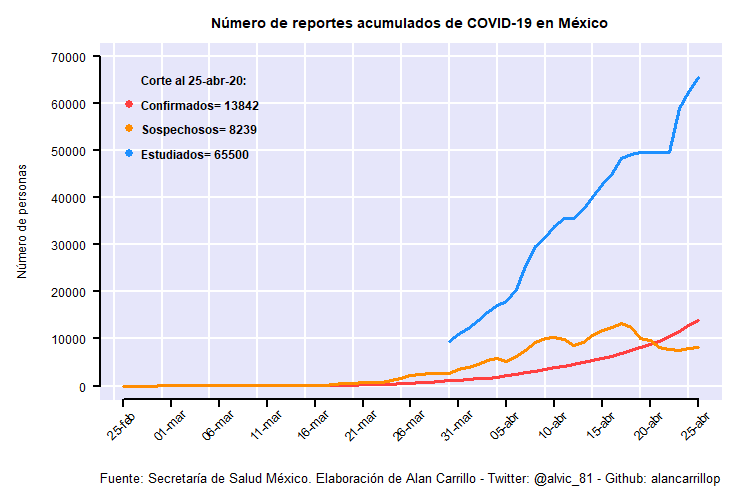 Número de reportes acumulados de COVID-19 en México
Corte al 25-abr-20:
Confirmados= 13842
Sospechosos= 8239
Estudiados= 65500
Número de personas
70000
60000
50000
40000
30000
20000
10000
0
25-feb
01-mar
08-mar
11-mar
16-mar
21-mar
28-mar
31-mar
05-abr
10-abr
15-abr
20-abr
25-abr
Fuente: Secretaría de Salud México. Elaboración de Alan Carrillo - Twitter: @alvic_81 - Github: alancarrillop